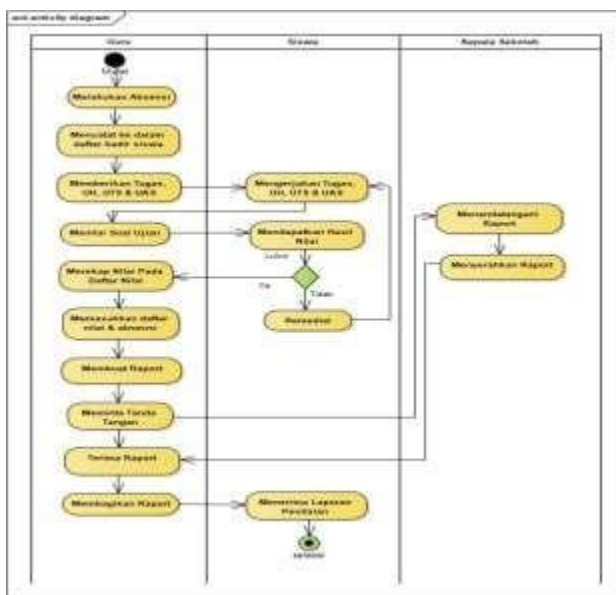 act activity diagram
Guru
Siswa
Kepala Sekolah
Mulai
Melakukan Absensi
Mencatat ke dalam
daftar hadir siswa
Memberikan Tugas,
UH, UTS & UAS
Mengerjakan Tugas,
UH, UTS & UAS
Menandatangani
Raport
Menilai Soal Ujian
Mendapatkan Hasil
Nilai
Menyerahkan Raport
Lulus
Merekap Nilai Pada
Daftar Nilai
Ya
Tidak
Remedial
Memasukkan daftar
nilai & absensi
Membuat Raport
Meminta Tanda
Tangan
Terima Raport
Membagikan Raport
Menerima Laporan
Penilaian
selesai